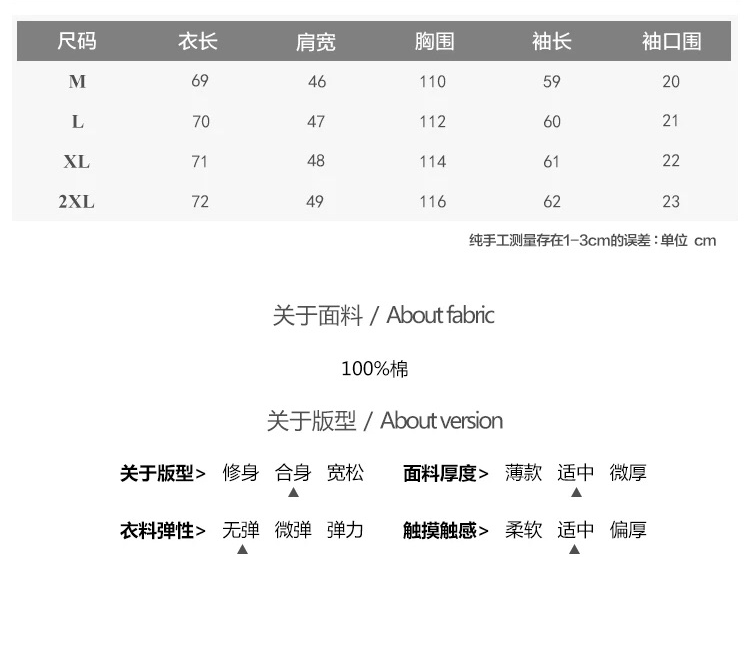 尺码 衣长 肩宽 胸围 袖长 袖口围
M 69 46 110 59 20
L 70 47 112 60 21
XL 71 48 114 61 22
2XL 72 49 116 62 23
纯手工测量存在1-3cm的误差：单位 cm
关于面料 / About fabric
100%棉
关于版型 / About version
关于版型> 修身 合身 宽松 面料厚度> 薄款 适中 微厚
衣料弹性> 无弹 微弹 弹力 触摸触感> 柔软 适中 偏厚